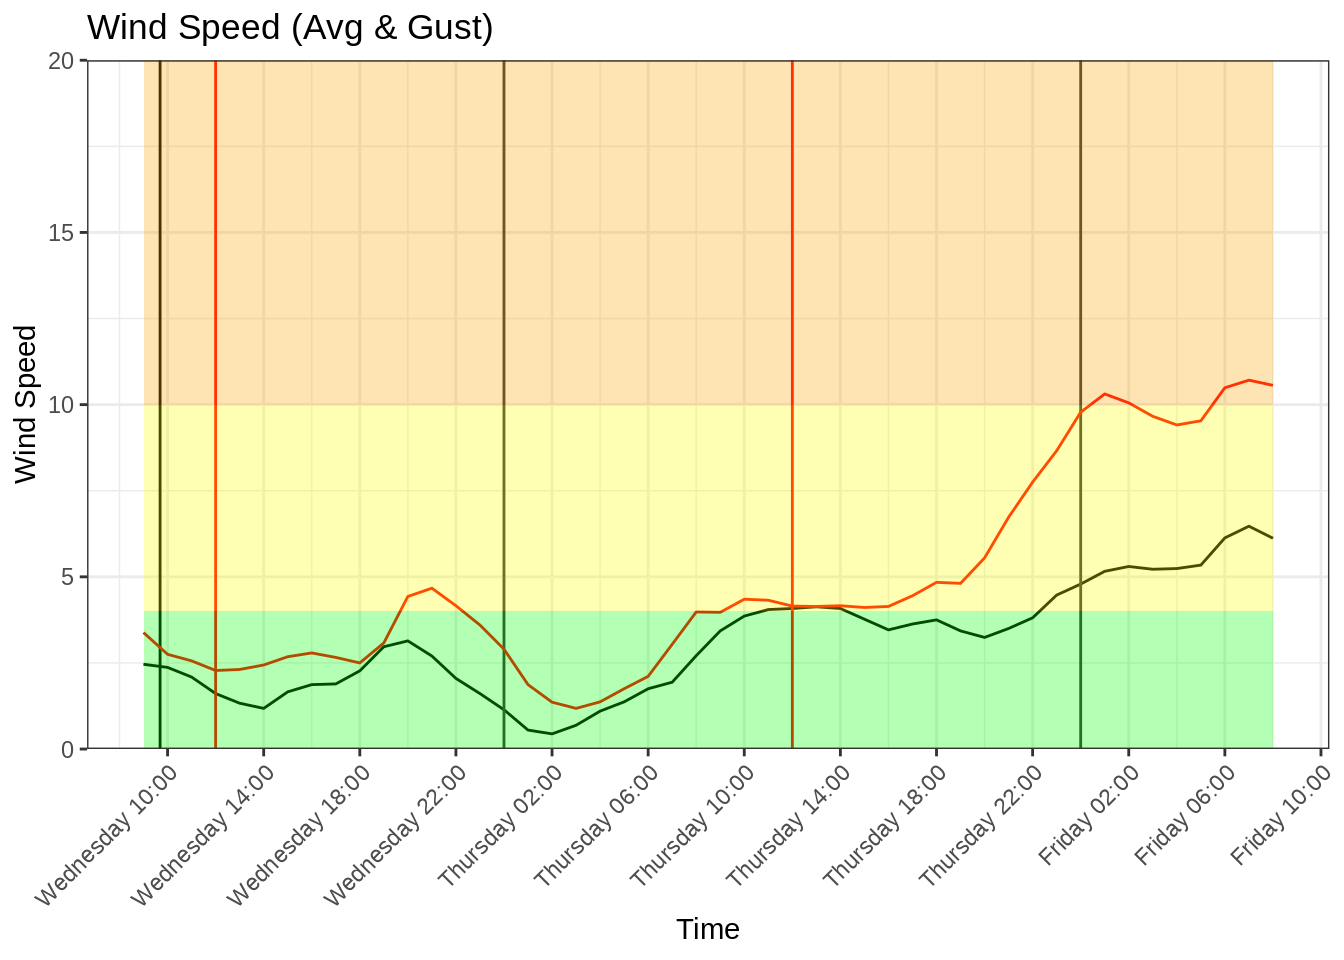 Wind Speed (Avg & Gust)
Wind Speed
20
15
10
5
0
Wednesday 10:00
Wednesday 14:00
Wednesday 18:00
Wednesday 22:00
Thursday 02:00
Thursday 06:00
Thursday 10:00
Thursday 14:00
Thursday 18:00
Thursday 22:00
Friday 02:00
Friday 06:00
Friday 10:00
Time